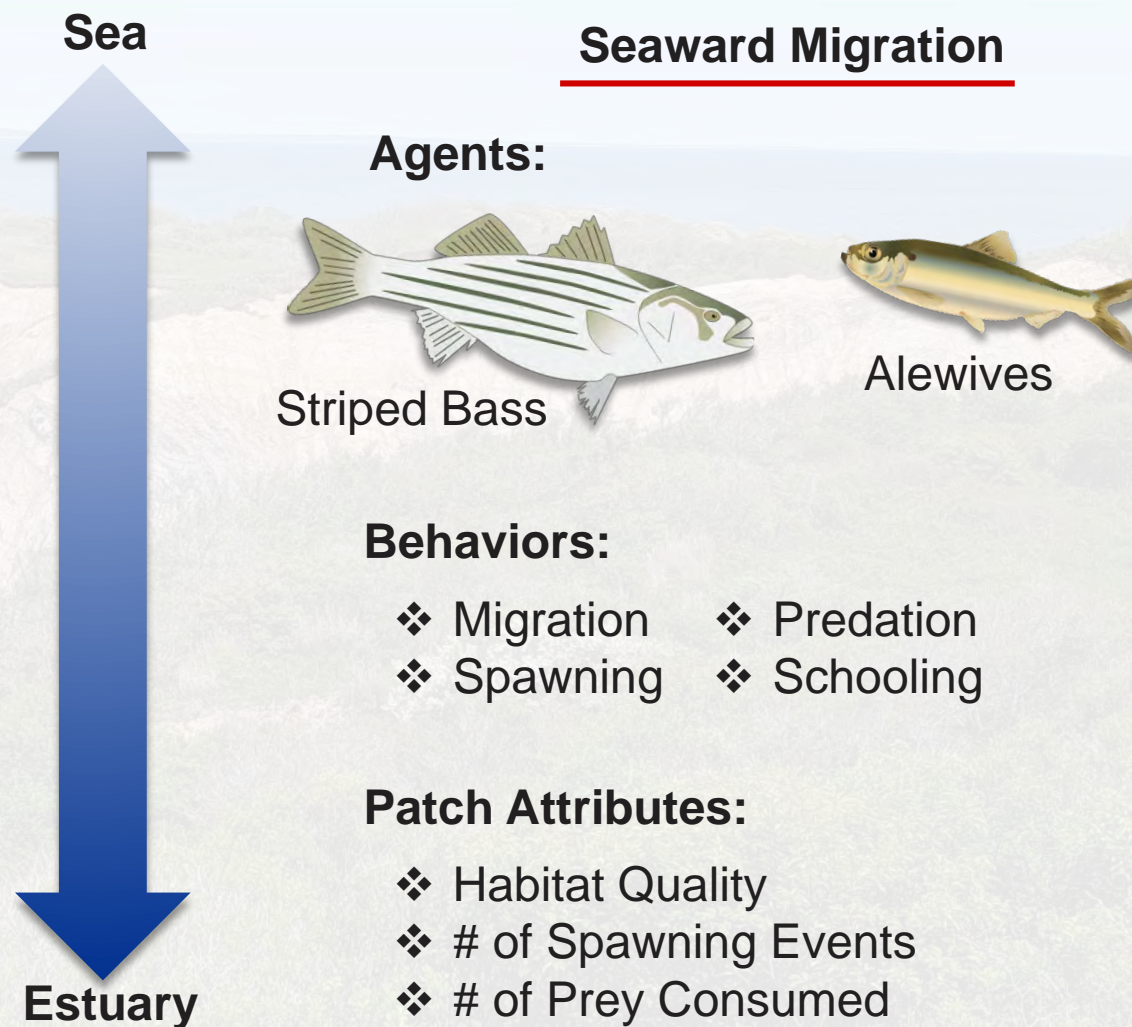 Sea
Seaward Migration
Agents:
Striped Bass
Alewives
Behaviors:
❖ Migration ❖ Predation
❖ Spawning ❖ Schooling
Patch Attributes:
❖ Habitat Quality
❖ # of Spawning Events
❖ # of Prey Consumed
Estuary